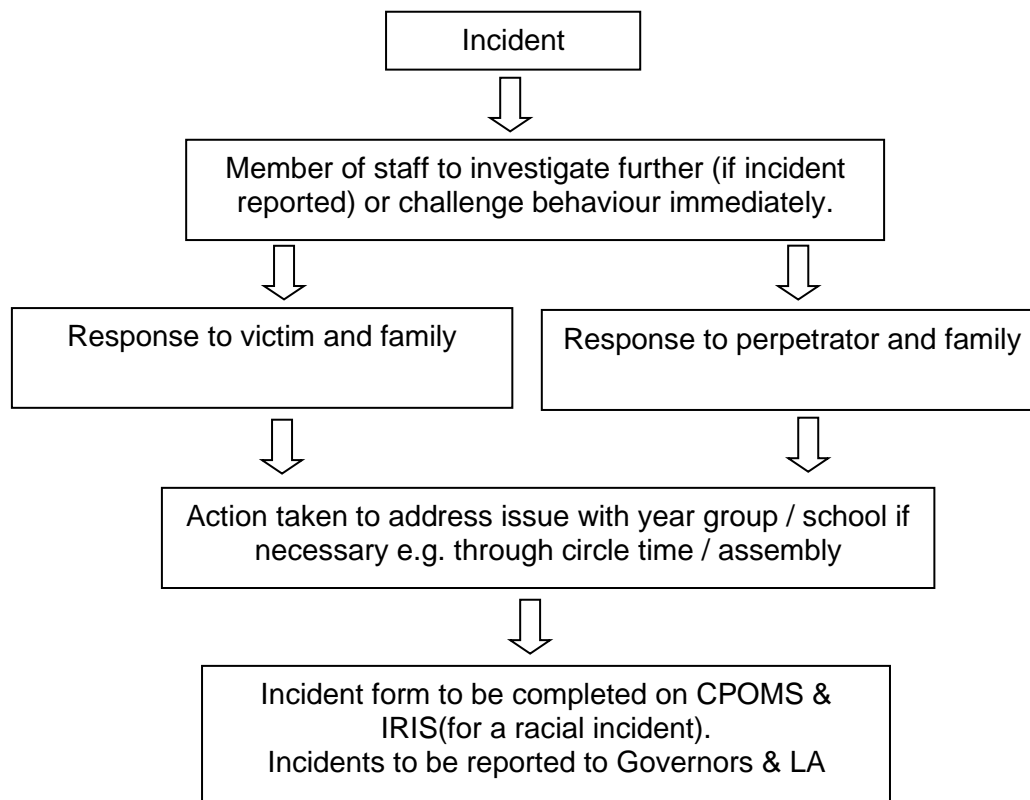 Incident
Member of staff to investigate further (if incident
reported) or challenge behaviour immediately.
Response to victim and family
Response to perpetrator and family
Action taken to address issue with year group / school if
necessary e.g. through circle time / assembly
Incident form to be completed on CPOMS &
IRIS(for a racial incident).
Incidents to be reported to Governors & LA